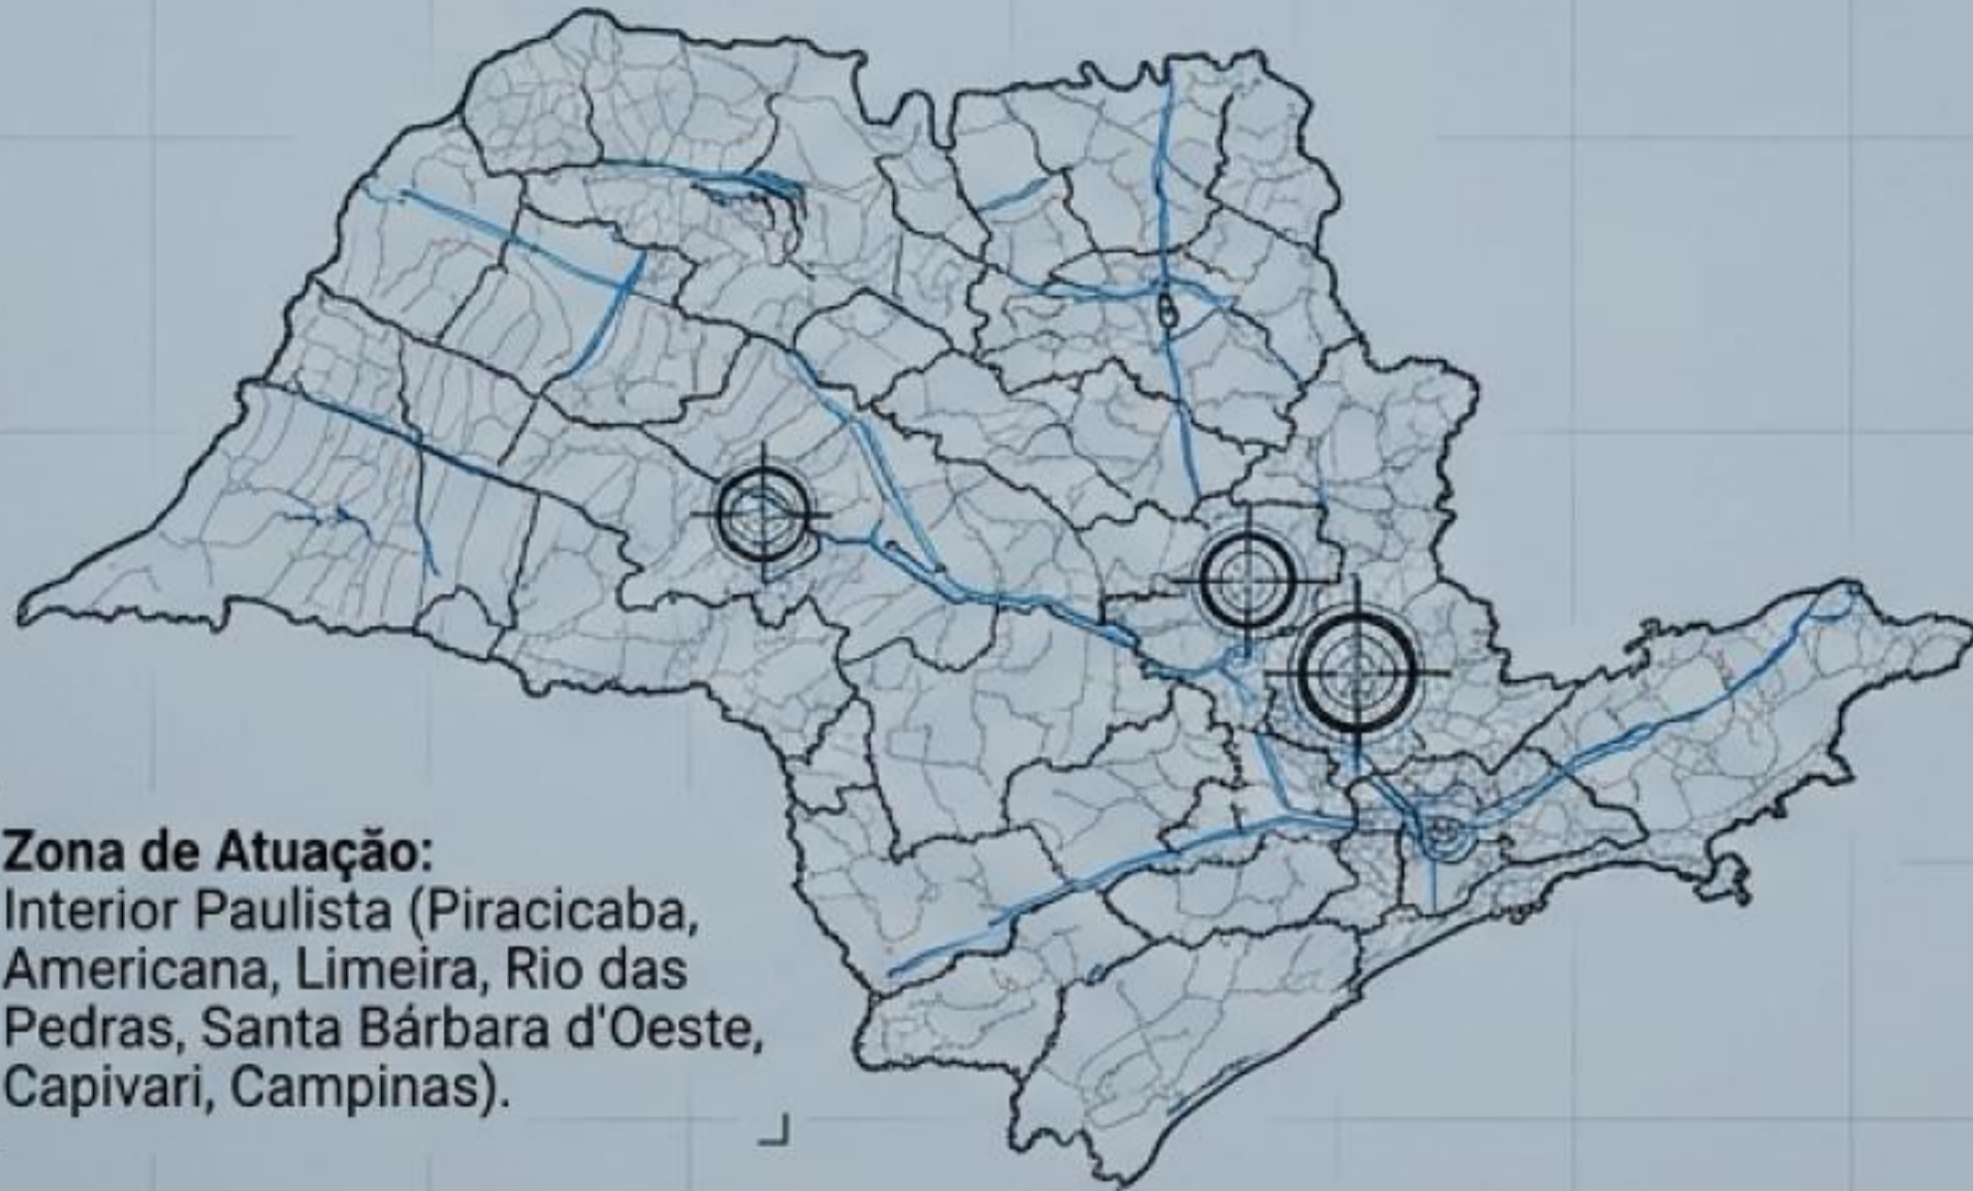 Zona de Atuação:
Interior Paulista (Piracicaba,
Americana, Limeira, Rio das
Pedras, Santa Bárbara d'Oeste,
Capivari, Campinas).